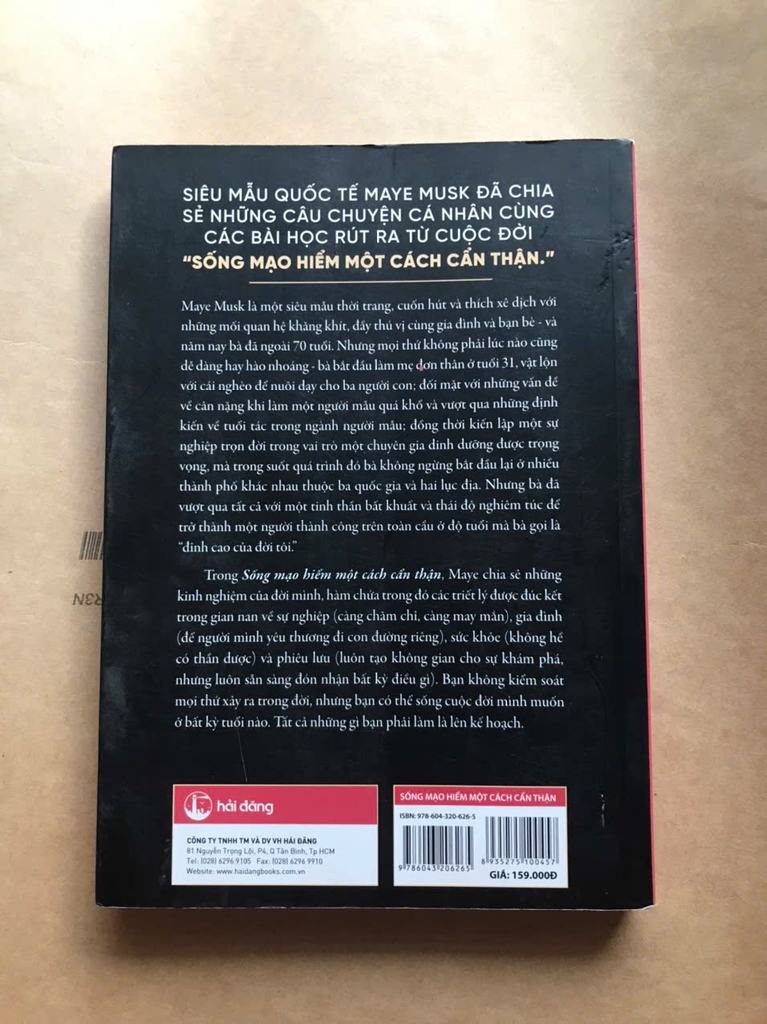 SIÊU MẪU QUỐC TẾ MAYE MUSK ĐÃ CHIA
SẺ NHỮNG CÂU CHUYỆN CÁ NHÂN CÙNG
CÁC BÀI HỌC RÚT RA TỪ CUỘC ĐỜI
“SỐNG MẠO HIỂM MỘT CÁCH CẨN THẬN.”
Maye Musk là một siêu mẫu thời trang, cuốn hút và thích xê dịch với
những mối quan hệ khăng khít, đầy thú vị cùng gia đình và bạn bè - và
năm nay bà đã ngoài 70 tuổi. Nhưng mọi thứ không phải lúc nào cũng
dễ dàng hay hào nhoáng - bà bắt đầu làm mẹ đơn thân ở tuổi 31, vật lộn
với cái nghèo để nuôi dạy cho ba người con; đối mặt với những vấn đề
về cân nặng khi làm một người mẫu quá khổ và vượt qua những định
kiến về tuổi tác trong ngành người mẫu; đồng thời kiến lập một sự
nghiệp trọn đời trong vai trò một chuyên gia dinh dưỡng được trọng
vọng, mà trong suốt quá trình đó bà không ngừng bắt đầu lại ở nhiều
thành phố khác nhau thuộc ba quốc gia và hai lục địa. Nhưng bà đã
vượt qua tất cả với một tinh thần bất khuất và thái độ nghiêm túc để
trở thành một người thành công trên toàn cầu ở độ tuổi mà bà gọi là
“đỉnh cao của đời tôi.”
Trong Sống mạo hiểm một cách cẩn thận, Maye chia sẻ những
kinh nghiệm của đời mình, hàm chứa trong đó các triết lý được đúc kết
trong gian nan về sự nghiệp (càng chăm chỉ, càng may mắn), gia đình
(để người mình yêu thương đi con đường riêng), sức khỏe (không hề
có thần dược) và phiêu lưu (luôn tạo không gian cho sự khám phá,
nhưng luôn sẵn sàng đón nhận bất kỳ điều gì). Bạn không kiểm soát
mọi thứ xảy ra trong đời, nhưng bạn có thể sống cuộc đời mình muốn
ở bất kỳ tuổi nào. Tất cả những gì bạn phải làm là lên kế hoạch.
hải đăng
CÔNG TY TNHH TM VÀ DV VH HẢI ĐĂNG
81 Nguyễn Trọng Lội, P4, Q Tân Bình, Tp HCM
Tel: (028) 6296 9105 Fax: (028) 6296 9910
Website: www.haidangbooks.com.vn
SỐNG MẠO HIỂM MỘT CÁCH CẨN THẬN
ISBN: 978-604-320-626-5
9 786043 206265
8 935275 100457
GIÁ: 159.000Đ